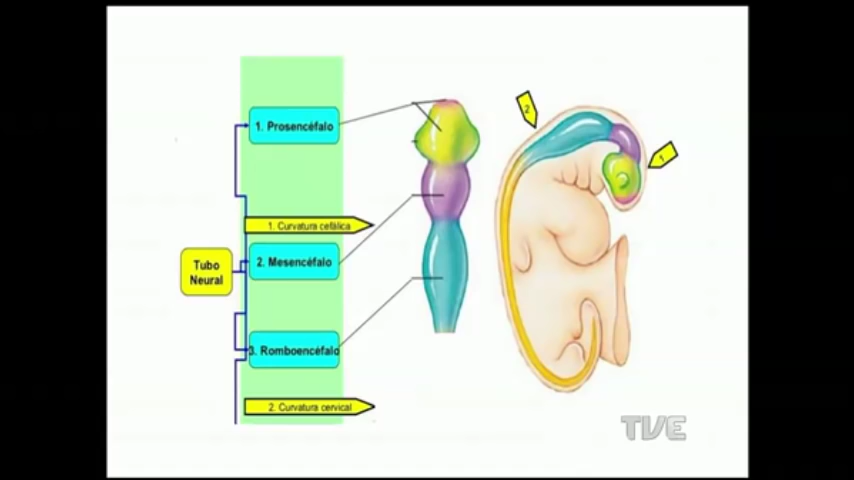 1. Prosencéfalo
1. Curvatura cefálica
Tubo
Neural
2. Mesencéfalo
3. Romboencéfalo
2. Curvatura cervical
2
1
TVE